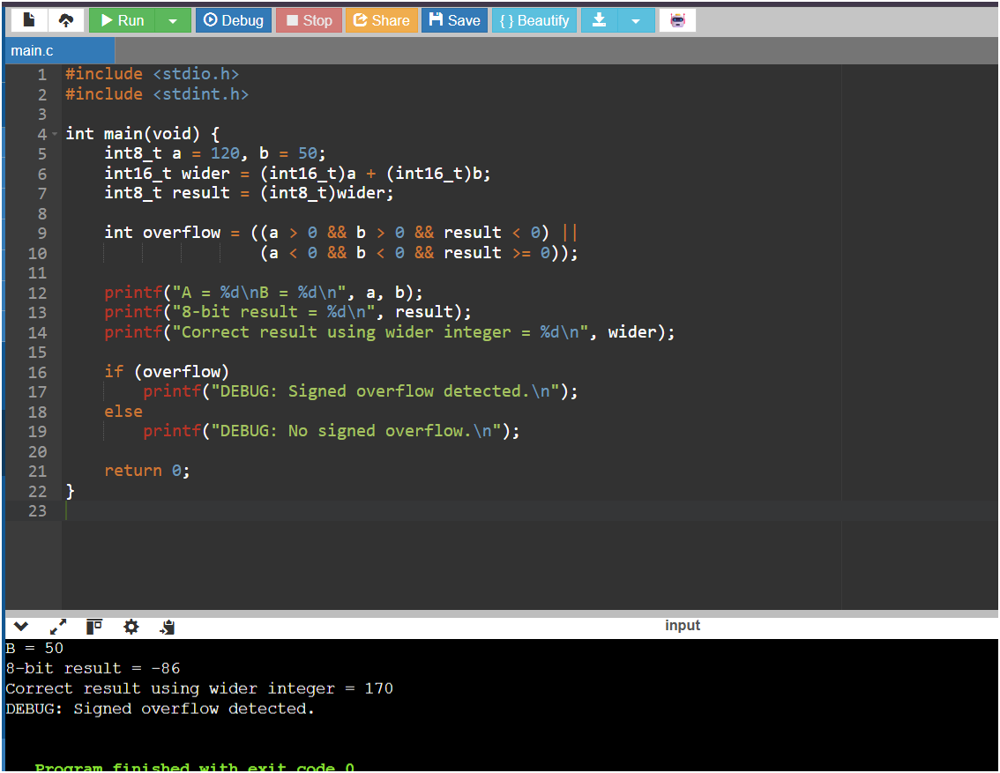 Run Debug Stop Share Save { } Beautify
main.c
1 #include <stdio.h>
2 #include <stdint.h>
3
4 int main(void) {
5     int8_t a = 120, b = 50;
6     int16_t wider = (int16_t)a + (int16_t)b;
7     int8_t result = (int8_t)wider;
8
9     int overflow = ((a > 0 && b > 0 && result < 0) ||
10                     (a < 0 && b < 0 && result >= 0));
11
12     printf("A = %d\nB = %d\n", a, b);
13     printf("8-bit result = %d\n", result);
14     printf("Correct result using wider integer = %d\n", wider);
15
16     if (overflow)
17         printf("DEBUG: Signed overflow detected.\n");
18     else
19         printf("DEBUG: No signed overflow.\n");
20
21     return 0;
22 }
23
input
B = 50
8-bit result = -86
Correct result using wider integer = 170
DEBUG: Signed overflow detected.
Program finished with exit code 0